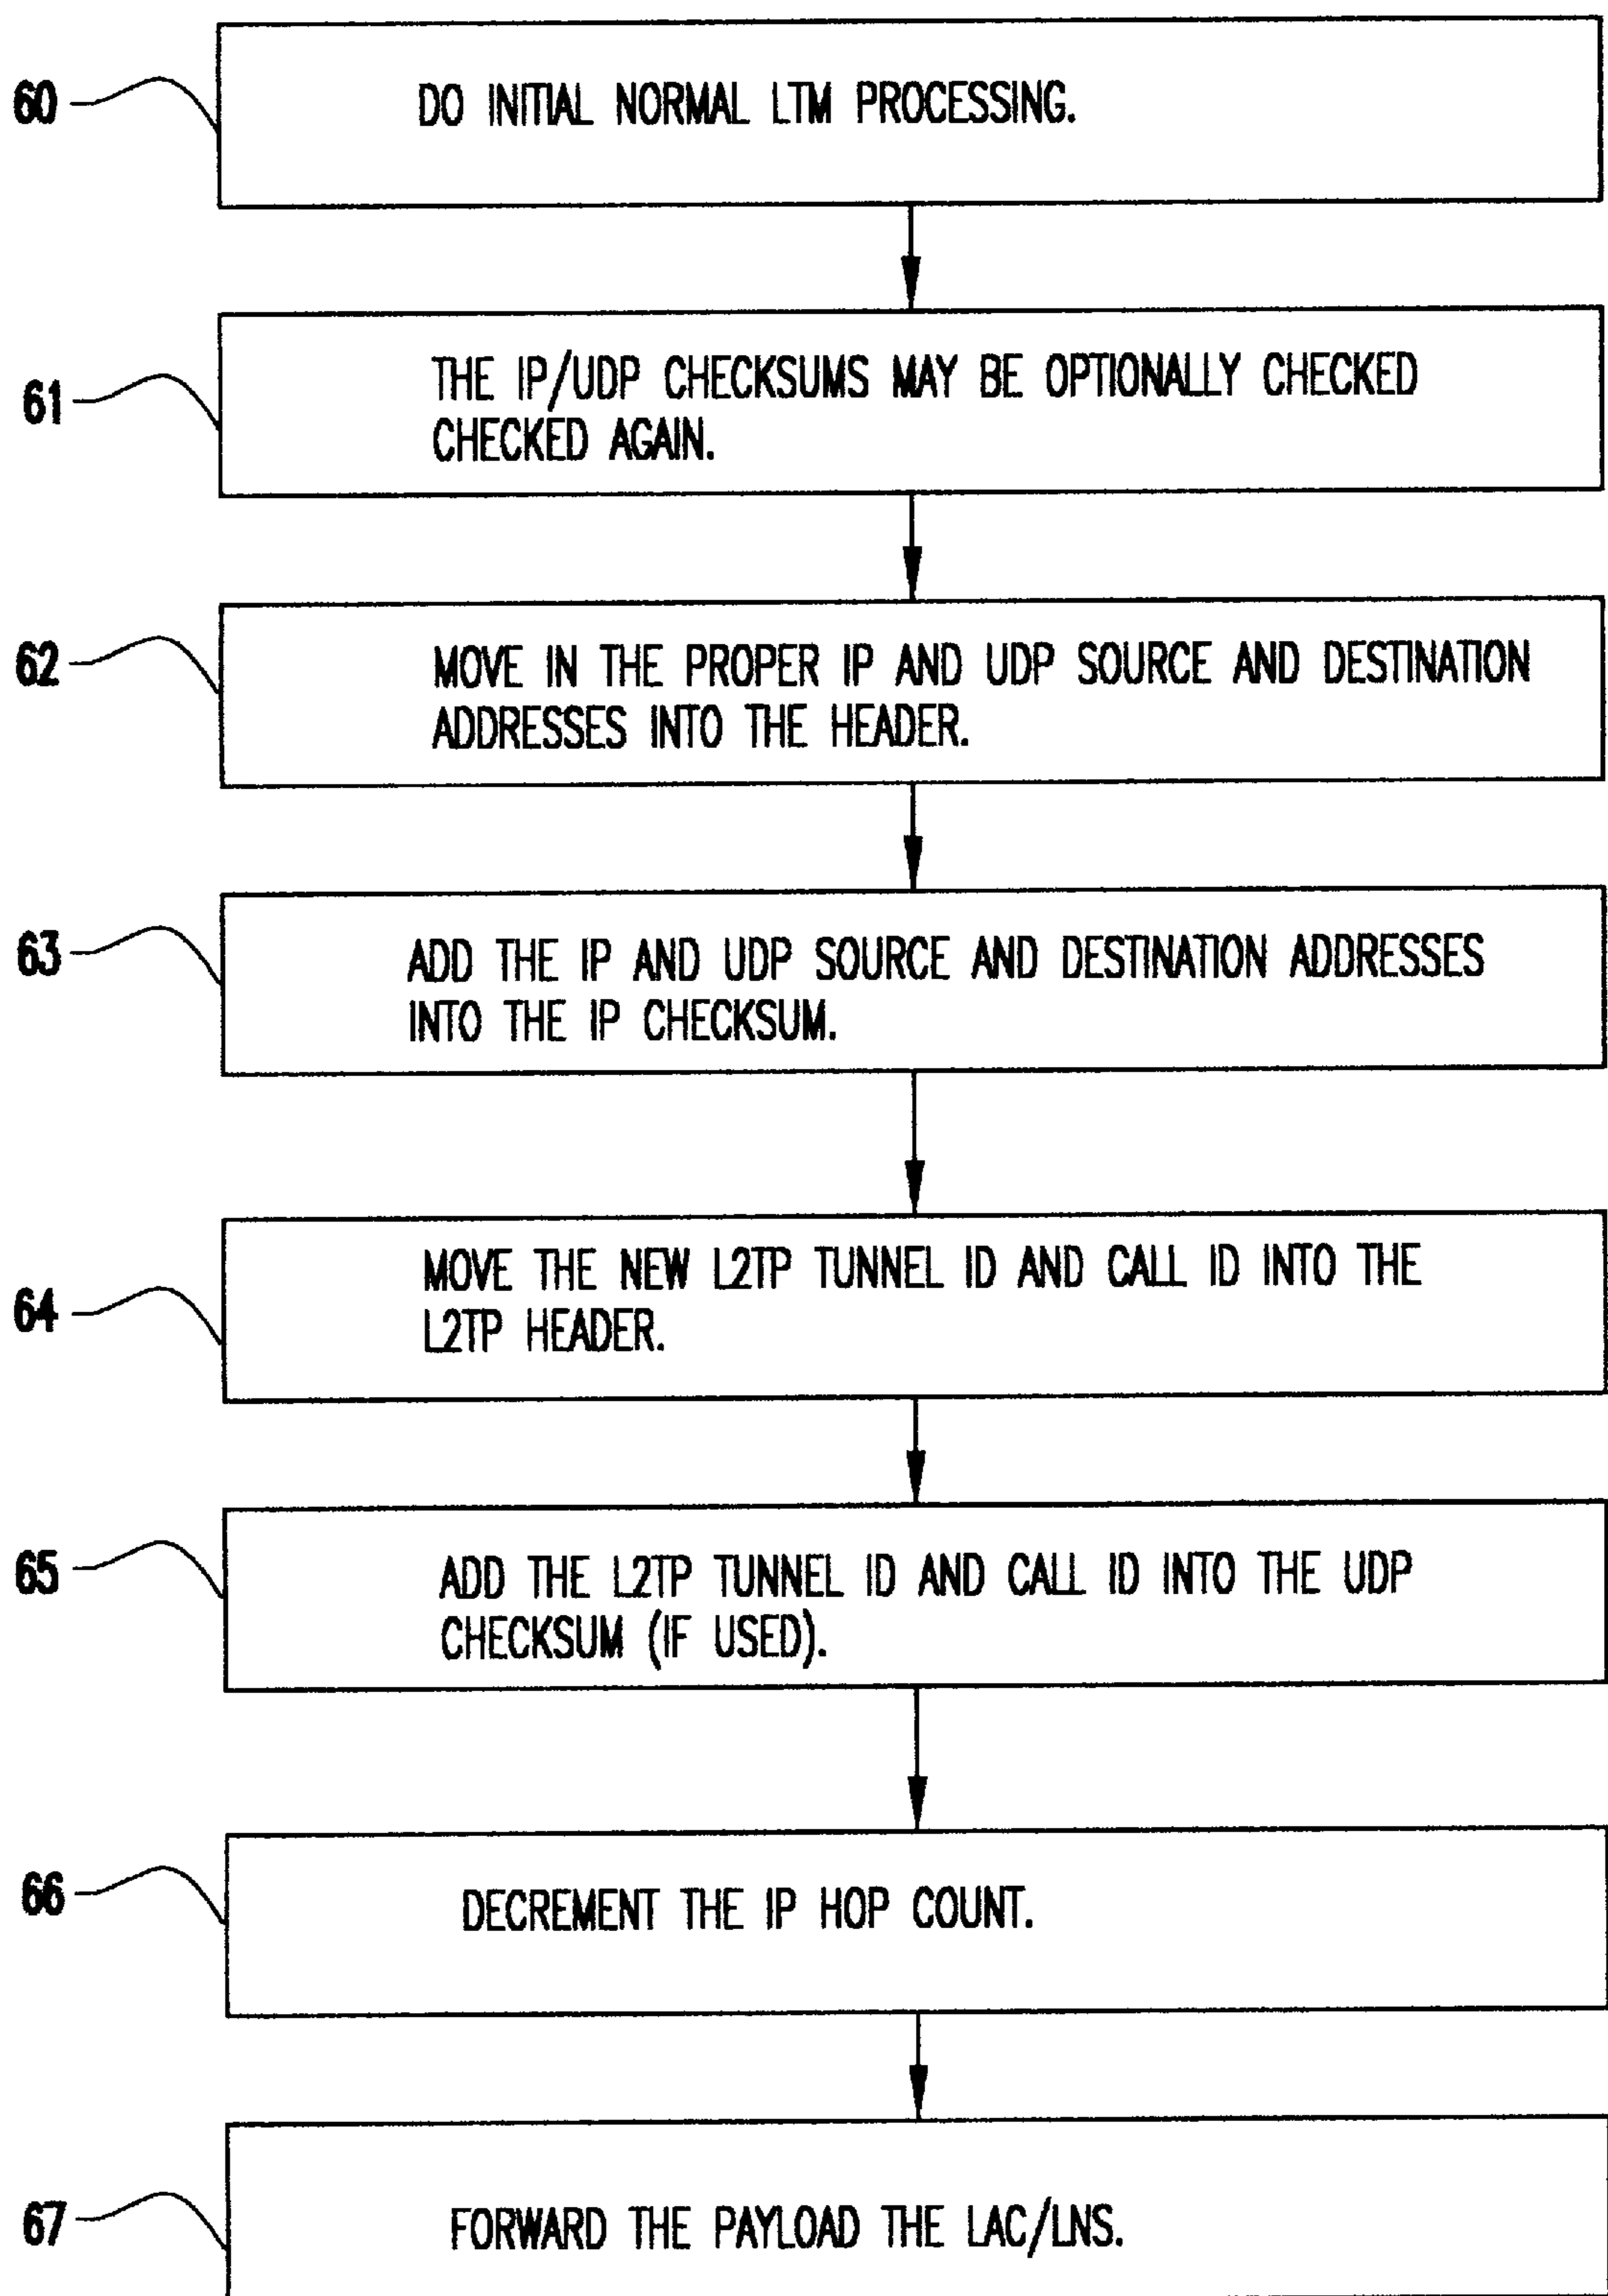 60
DO INITIAL NORMAL LTM PROCESSING.
61
THE IP/UDP CHECKSUMS MAY BE OPTIONALLY CHECKED
CHECKED AGAIN.
62
MOVE IN THE PROPER IP AND UDP SOURCE AND DESTINATION
ADDRESSES INTO THE HEADER.
63
ADD THE IP AND UDP SOURCE AND DESTINATION ADDRESSES
INTO THE IP CHECKSUM.
64
MOVE THE NEW L2TP TUNNEL ID AND CALL ID INTO THE
L2TP HEADER.
65
ADD THE L2TP TUNNEL ID AND CALL ID INTO THE UDP
CHECKSUM (IF USED).
66
DECREMENT THE IP HOP COUNT.
67
FORWARD THE PAYLOAD THE LAC/LNS.